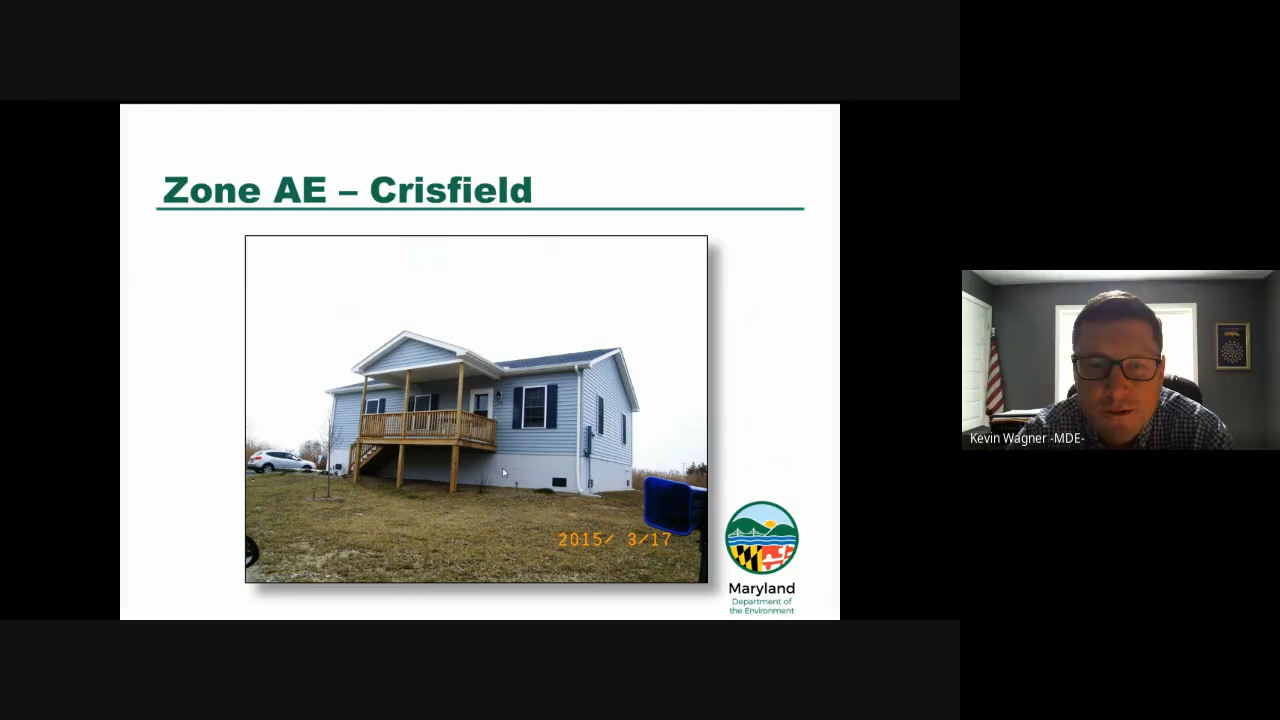 Zone AE – Crisfield
2015/ 3/17
Maryland
Department of
the Environment
Kevin Wagner -MDE-